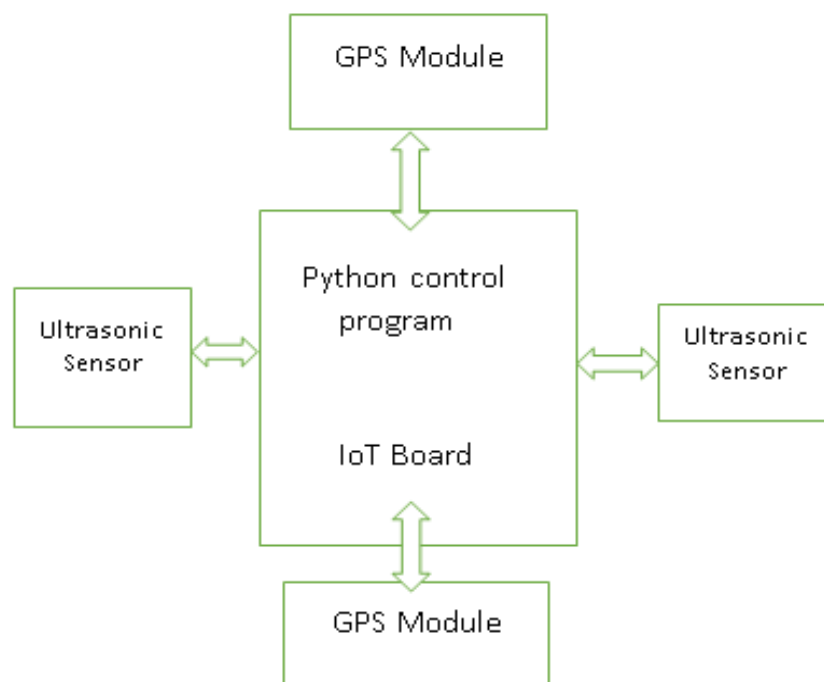 GPS Module
Python control
program
Ultrasonic
Sensor
Ultrasonic
Sensor
IoT Board
GPS Module